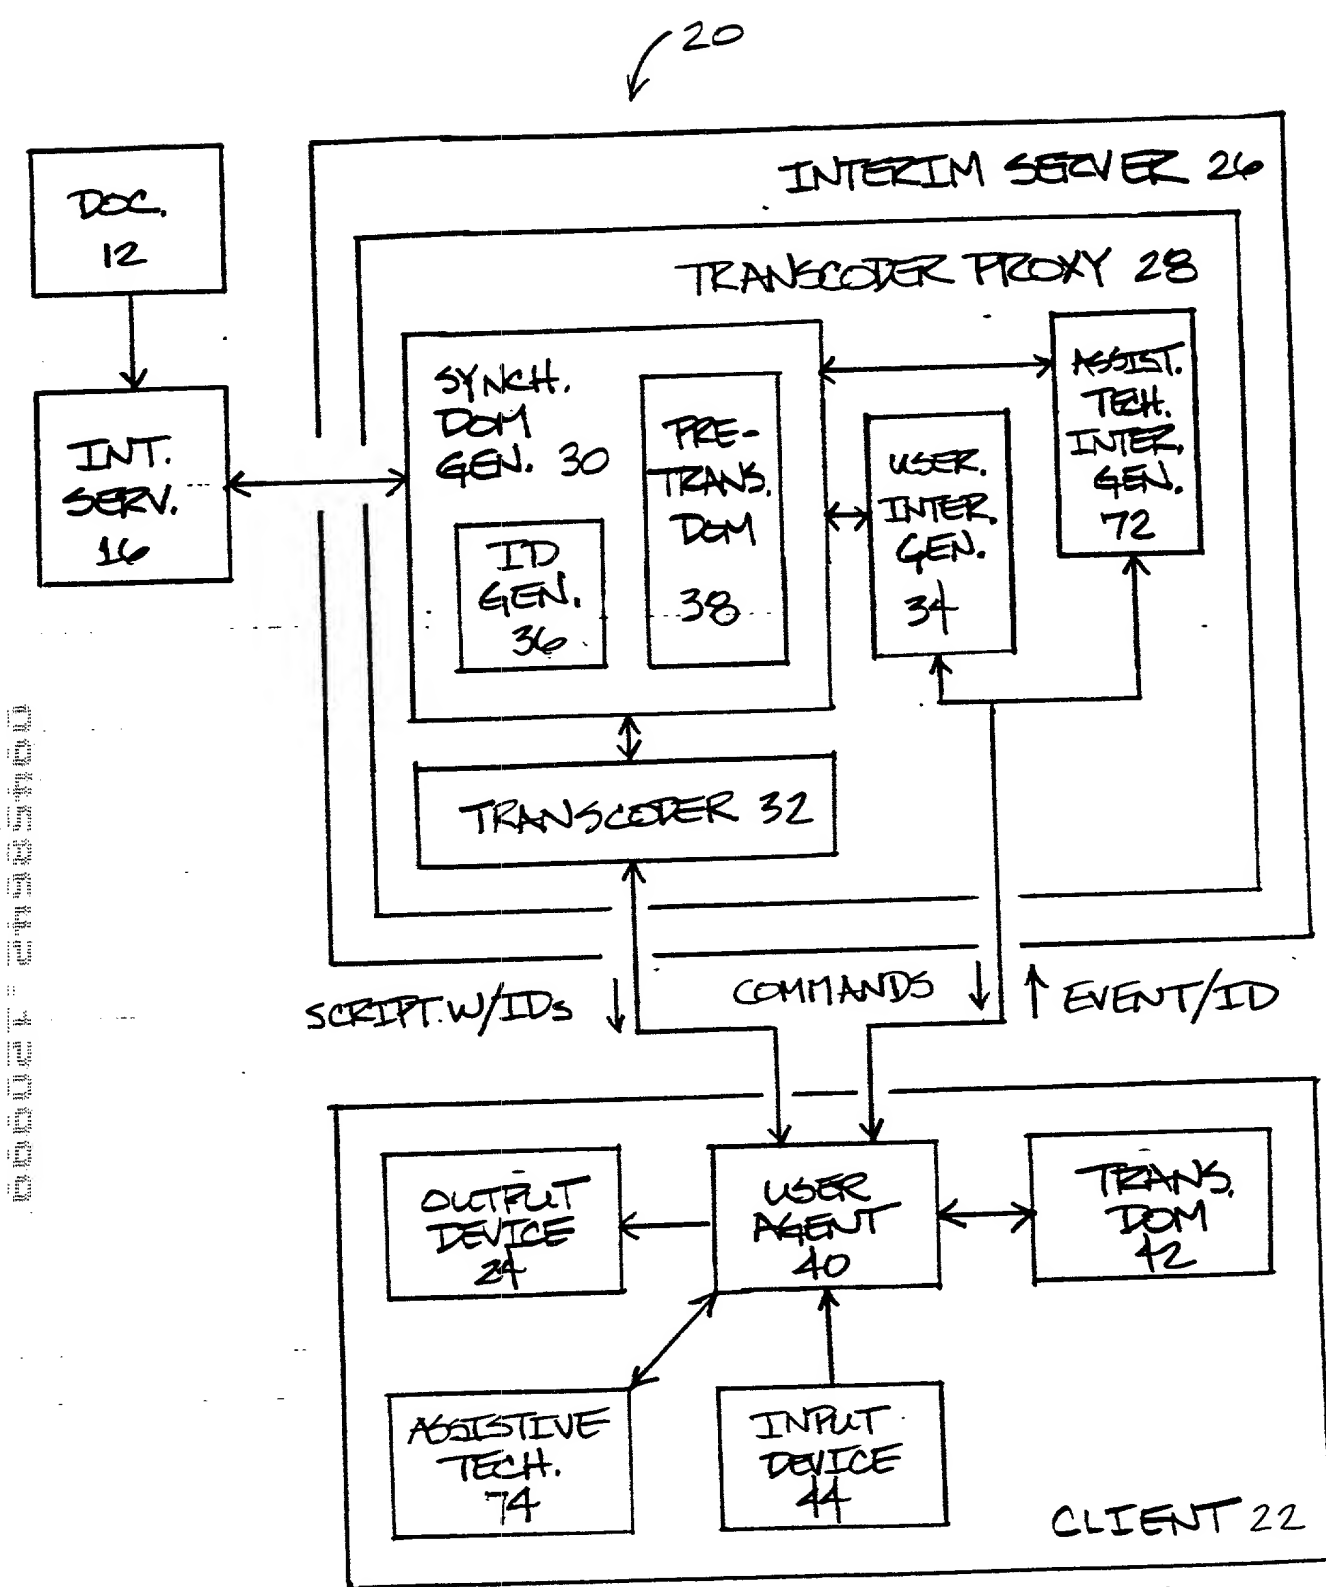 20
INTERIM SERVER 26
DOC.
12
TRANSCODER PROXY 28
SYNCH.
DOM
GEN. 30
PRE-
TRANS.
DOM
38
ASSIST.
TECH.
INTER.
GEN.
72
INT.
SERV.
16
USER.
INTER.
GEN.
34
ID
GEN.
36
TRANSCODER 32
SCRIPT W/IDs
COMMANDS
EVENT/ID
OUTPUT
DEVICE
24
USER
AGENT
40
TRANS.
DOM
42
ASSISTIVE
TECH.
74
INPUT
DEVICE
44
CLIENT 22